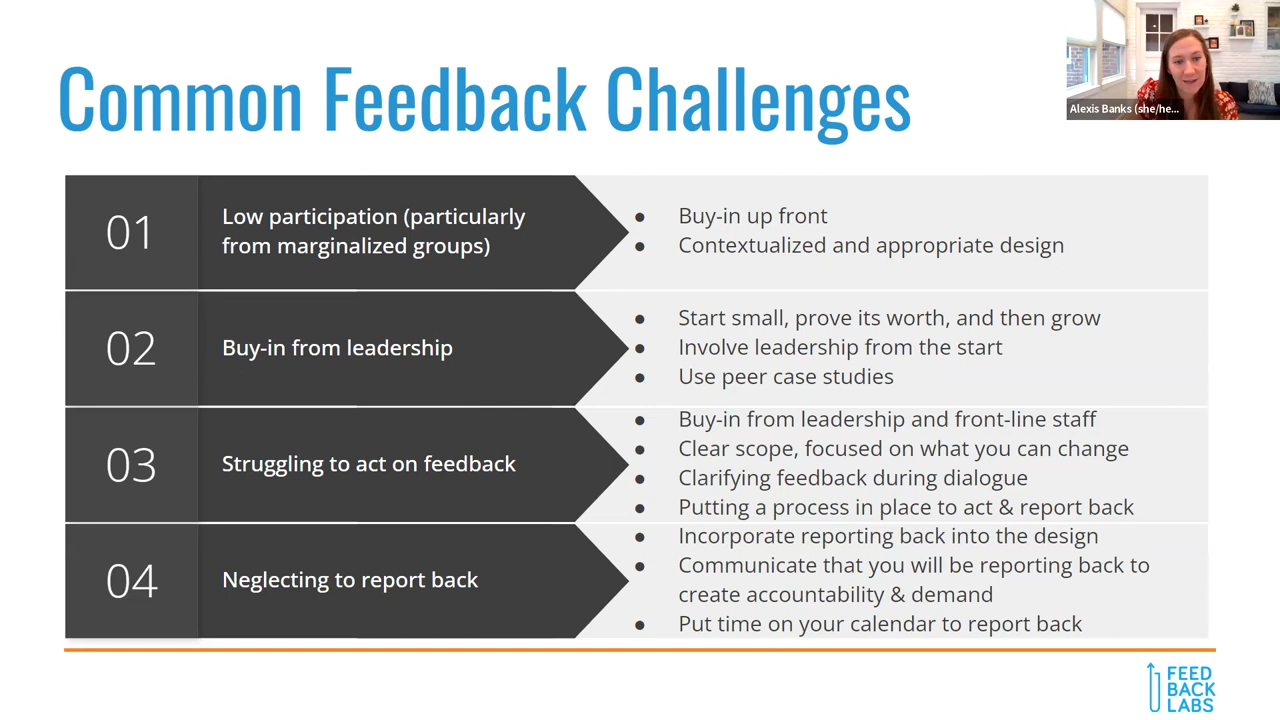 Common Feedback Challenges
Alexis Banks (she/he...
01
Low participation (particularly
from marginalized groups)
● Buy-in up front
● Contextualized and appropriate design
02
Buy-in from leadership
● Start small, prove its worth, and then grow
● Involve leadership from the start
● Use peer case studies
03
Struggling to act on feedback
● Buy-in from leadership and front-line staff
● Clear scope, focused on what you can change
● Clarifying feedback during dialogue
● Putting a process in place to act & report back
04
Neglecting to report back
● Incorporate reporting back into the design
● Communicate that you will be reporting back to
create accountability & demand
● Put time on your calendar to report back
FEED
BACK
LABS